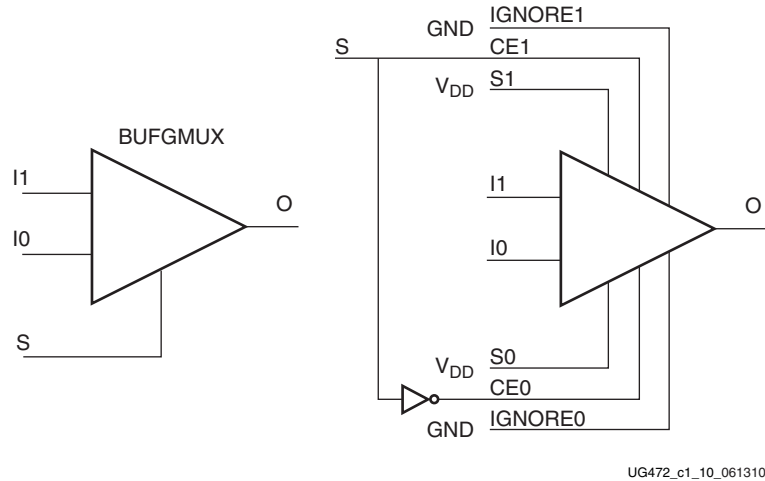 BUFGMUX
I1
I0
S
O
S
GND IGNORE1
CE1
VDD S1
I1
I0
O
VDD S0
CE0
GND IGNORE0
UG472_c1_10_061310